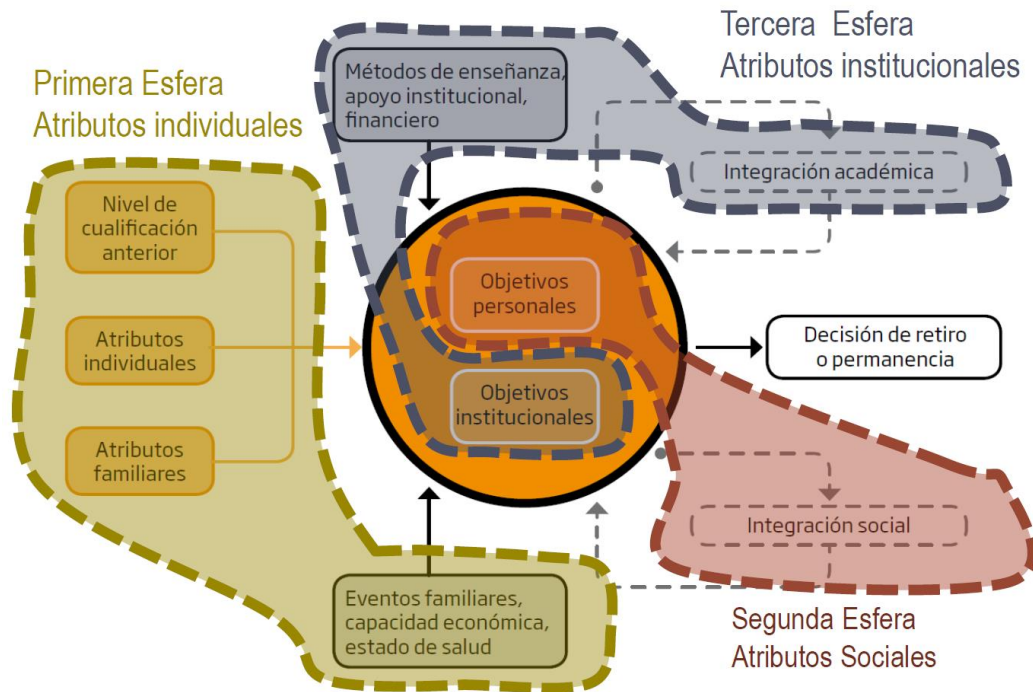 Tercera Esfera
Atributos institucionales
Primera Esfera
Atributos individuales
Métodos de enseñanza,
apoyo institucional,
financiero
Integración académica
Nivel de
cualificación
anterior
Objetivos
personales
Atributos
individuales
Decisión de retiro
o permanencia
Objetivos
institucionales
Atributos
familiares
Integración social
Eventos familiares,
capacidad económica,
estado de salud
Segunda Esfera
Atributos Sociales